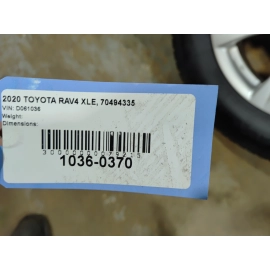 2020 TOYOTA RAV4 XLE, 70494335
VIN: D061036
Weight:
Dimensions:
1036-0370